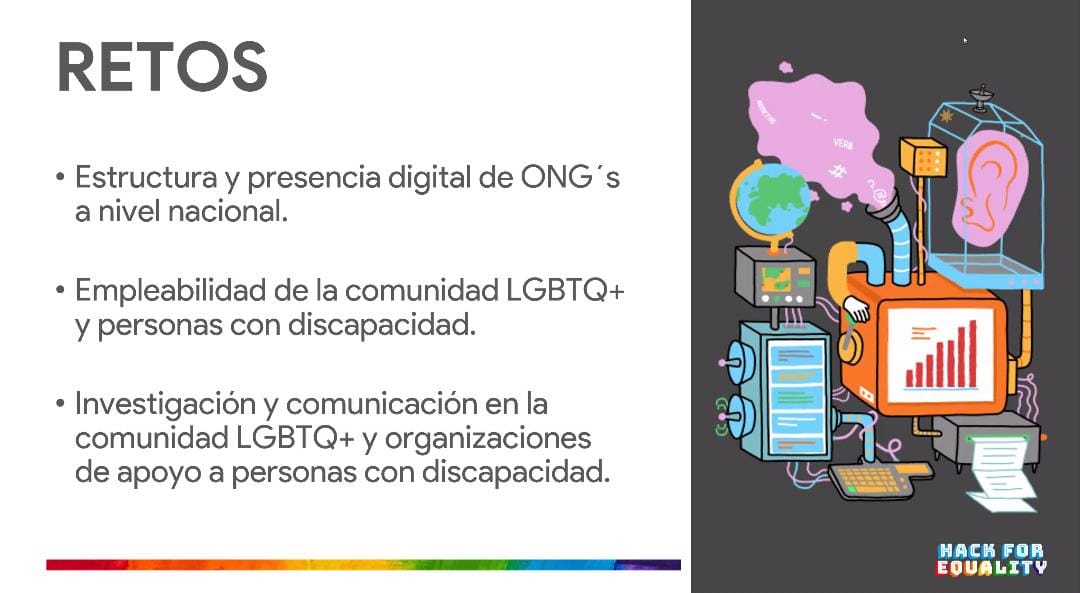 RETOS
• Estructura y presencia digital de ONG´s
a nivel nacional.
• Empleabilidad de la comunidad LGBTQ+
y personas con discapacidad.
• Investigación y comunicación en la
comunidad LGBTQ+ y organizaciones
de apoyo a personas con discapacidad.
VERB
#
@
HACK FOR
EQUALITY